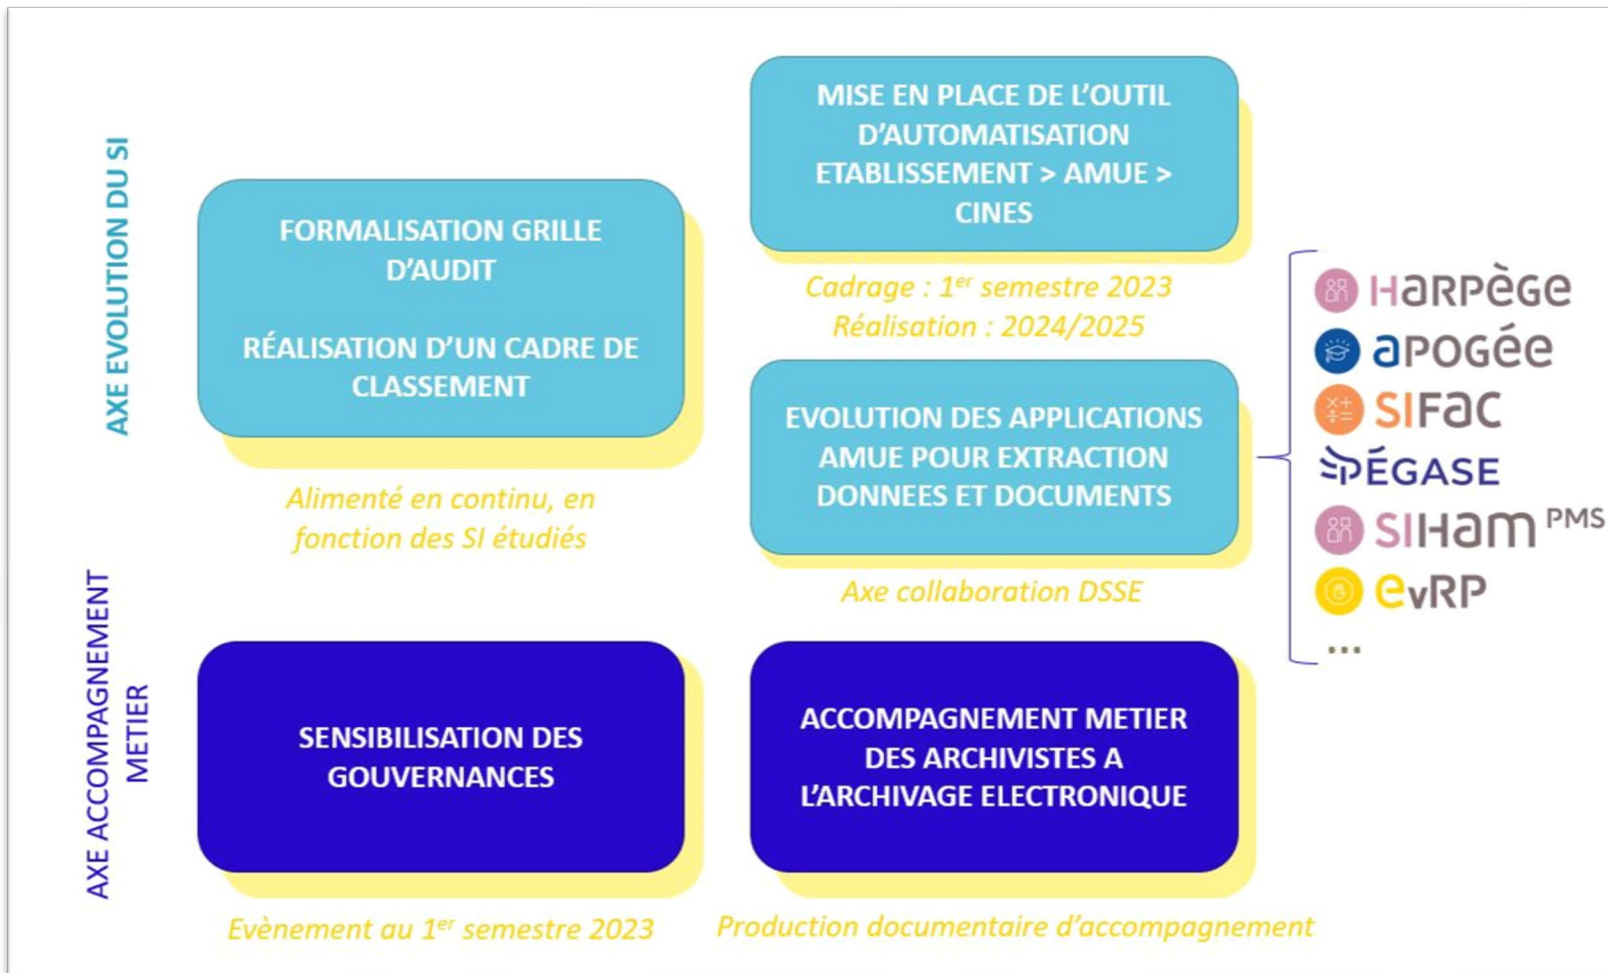 AXE EVOLUTION DU SI
FORMALISATION GRILLE
D'AUDIT
RÉALISATION D'UN CADRE DE
CLASSEMENT
Alimenté en continu, en
fonction des SI étudiés
MISE EN PLACE DE L'OUTIL
D'AUTOMATISATION
ETABLISSEMENT > AMUE >
CINES
Cadrage : 1er semestre 2023
Réalisation : 2024/2025
EVOLUTION DES APPLICATIONS
AMUE POUR EXTRACTION
DONNEES ET DOCUMENTS
Axe collaboration DSSE
HARPÈGE
APOGÉE
SIFAC
PÉGASE
SIHAM PMS
evRP
...
AXE ACCOMPAGNEMENT
METIER
SENSIBILISATION DES
GOUVERNANCES
Evènement au 1er semestre 2023
ACCOMPAGNEMENT METIER
DES ARCHIVISTES A
L'ARCHIVAGE ELECTRONIQUE
Production documentaire d'accompagnement